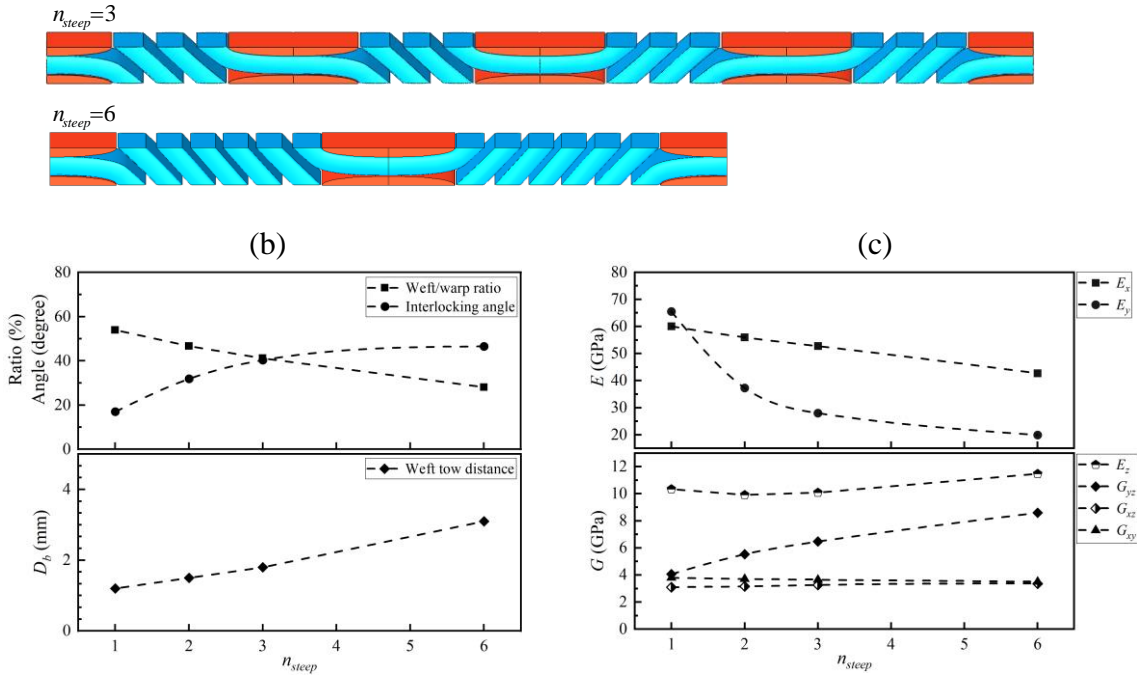 n_steep=3
n_steep=6
(b)
(c)
80
60
40
20
0
Ratio (%)
Angle (degree)
Weft/warp ratio
Interlocking angle
4
2
0
D_b (mm)
Weft tow distance
1 2 3 4 5 6
n_steep
80
70
60
50
40
30
20
E (GPa)
E_x
E_y
12
10
8
6
4
2
0
G (GPa)
E_z
G_yz
G_xz
G_xy
1 2 3 4 5 6
n_steep